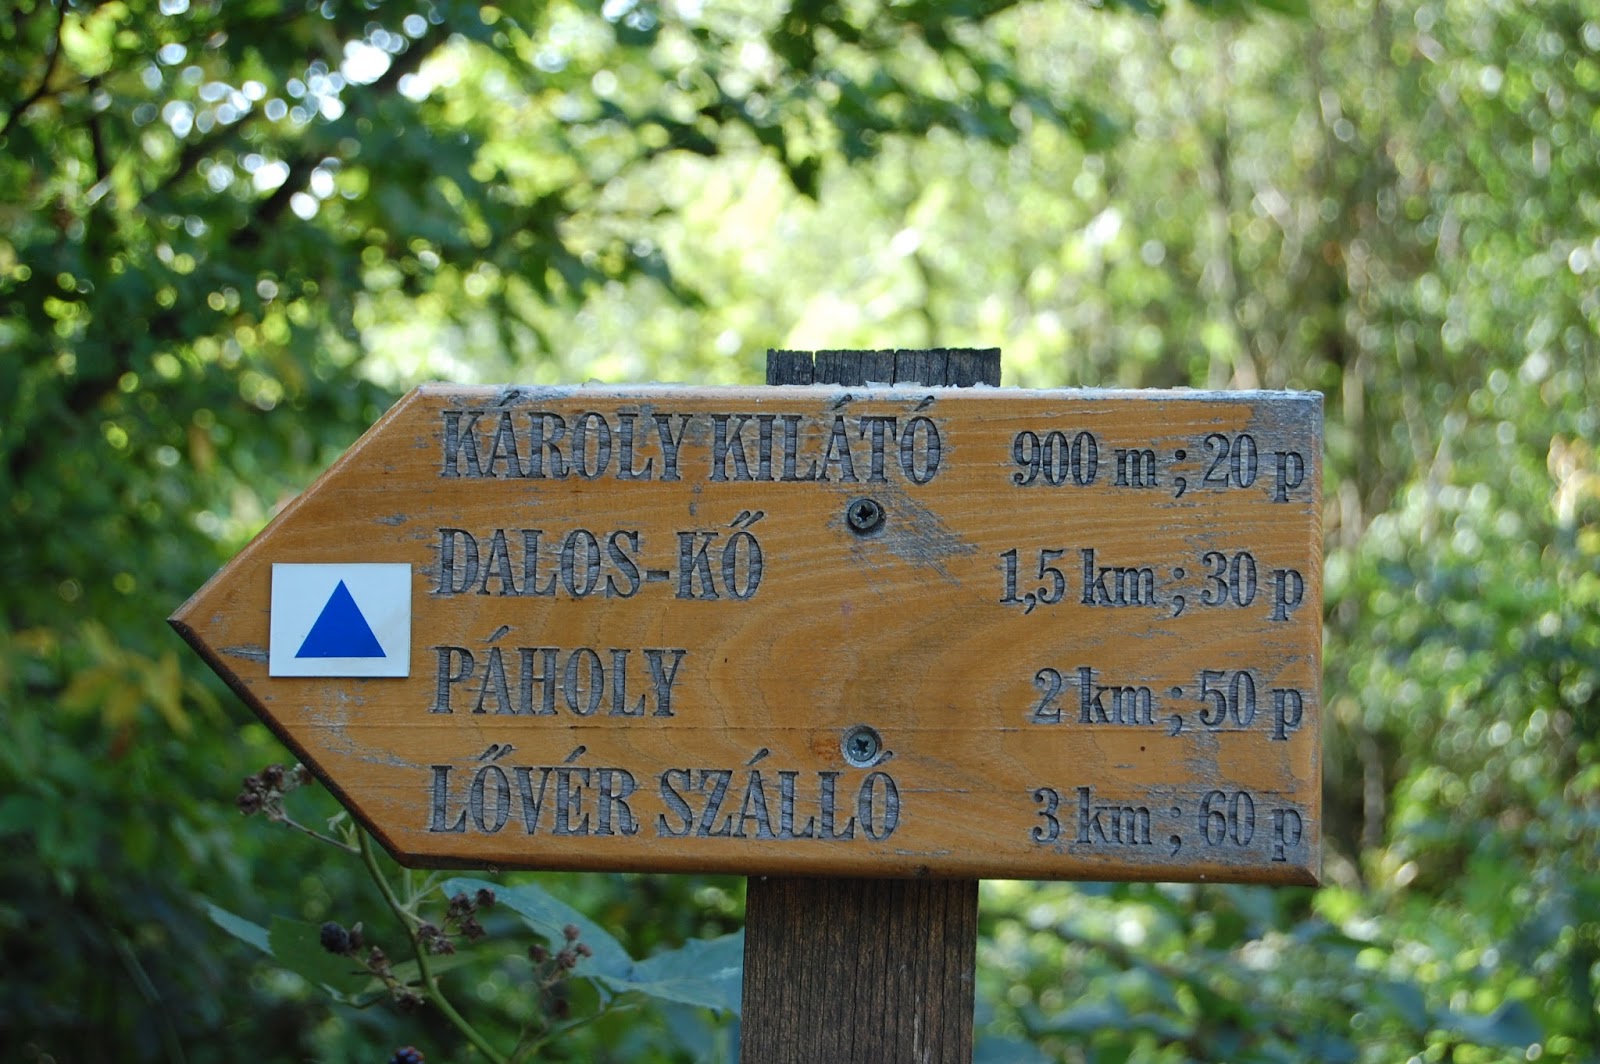 KÁROLY KILÁTÓ 900 m ; 20 p
DALOS-KŐ 1,5 km ; 30 p
PÁHOLY 2 km ; 50 p
LŐVÉR SZÁLLÓ 3 km ; 60 p